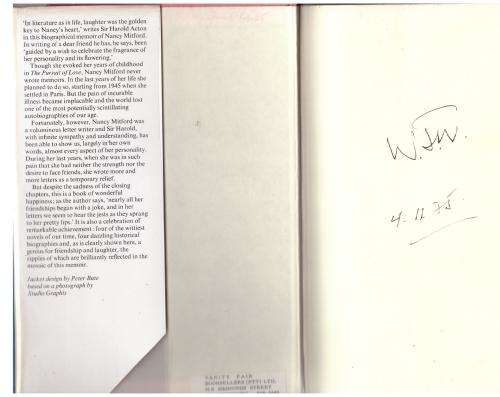 'In literature as in life, laughter was the golden
key to Nancy's heart,' writes Sir Harold Acton
in this biographical memoir of Nancy Mitford.
In writing of a dear friend he has, he says, been
'guided by a wish to celebrate the fragrance of
her personality and its flowering.'
Though she evoked her years of childhood
in The Pursuit of Love, Nancy Mitford never
wrote memoirs. In the last years of her life she
planned to do so, starting from 1945 when she
settled in Paris. But the pain of incurable
illness became implacable and the world lost
one of the most potentially scintillating
autobiographies of our age.
Fortunately, however, Nancy Mitford was
a voluminous letter writer and Sir Harold,
with infinite sympathy and understanding, has
been able to show us, largely in her own
words, almost every aspect of her personality.
During her last years, when she was in such
pain that she had neither the strength nor the
desire to face friends, she wrote more and
more letters as a temporary relief.
But despite the sadness of the closing
chapters, this is a book of wonderful
happiness; as the author says, 'nearly all her
friendships began with a joke, and in her
letters we seem to hear the jests as they sprang
to her pretty lips.' It is also a celebration of
remarkable achievement: four of the wittiest
novels of our time, four dazzling historical
biographies and, as is clearly shown here, a
genius for friendship and laughter, the
ripples of which are brilliantly reflected in the
mosaic of this memoir.
Jacket design by Peter Bate
based on a photograph by
Studio Graphis
VANITY FAIR
BOOKSELLERS (PTY) LTD.
STREET
W.J.W.
4.11.75.